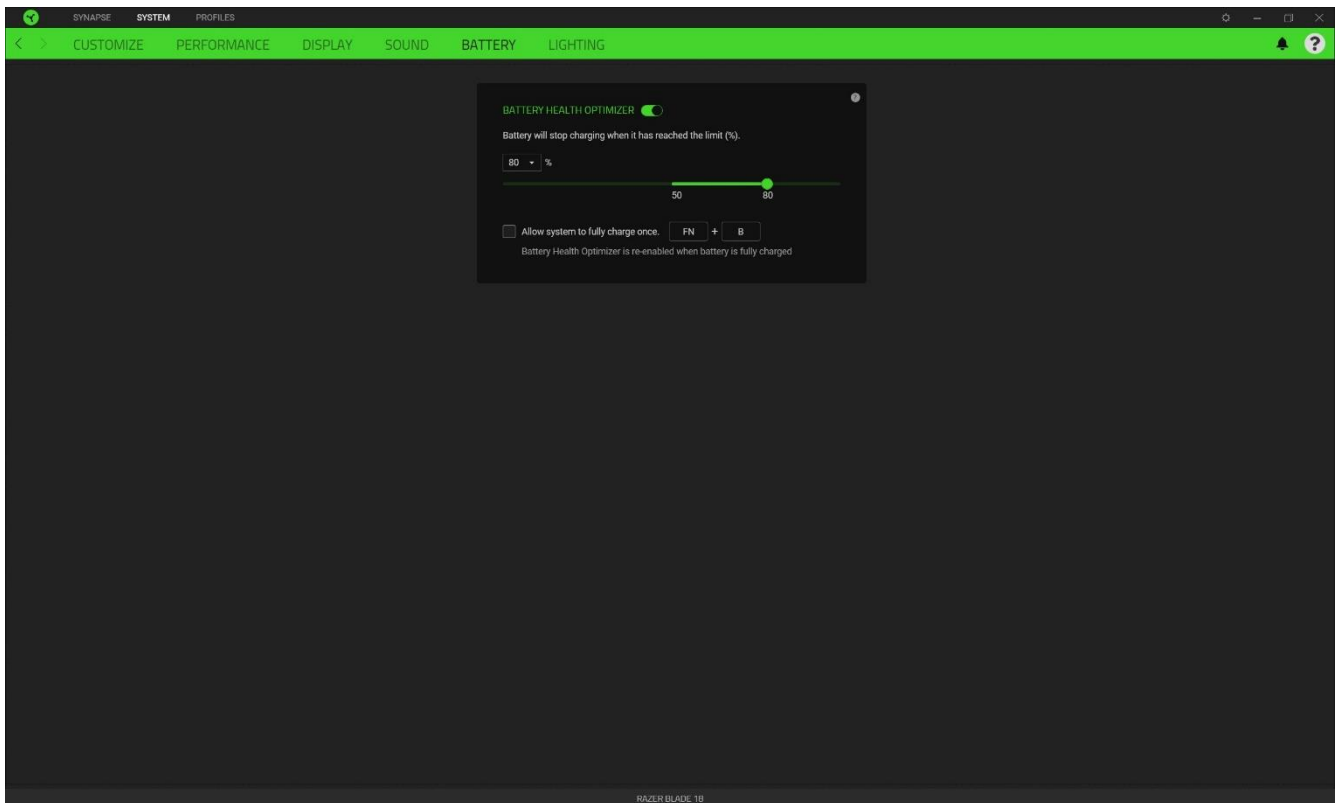 SYNAPSE SYSTEM PROFILES
CUSTOMIZE PERFORMANCE DISPLAY SOUND BATTERY LIGHTING ?
BATTERY HEALTH OPTIMIZER ?
Battery will stop charging when it has reached the limit (%).
80 %
50 80
Allow system to fully charge once. FN + B
Battery Health Optimizer is re-enabled when battery is fully charged
RAZER BLADE 18